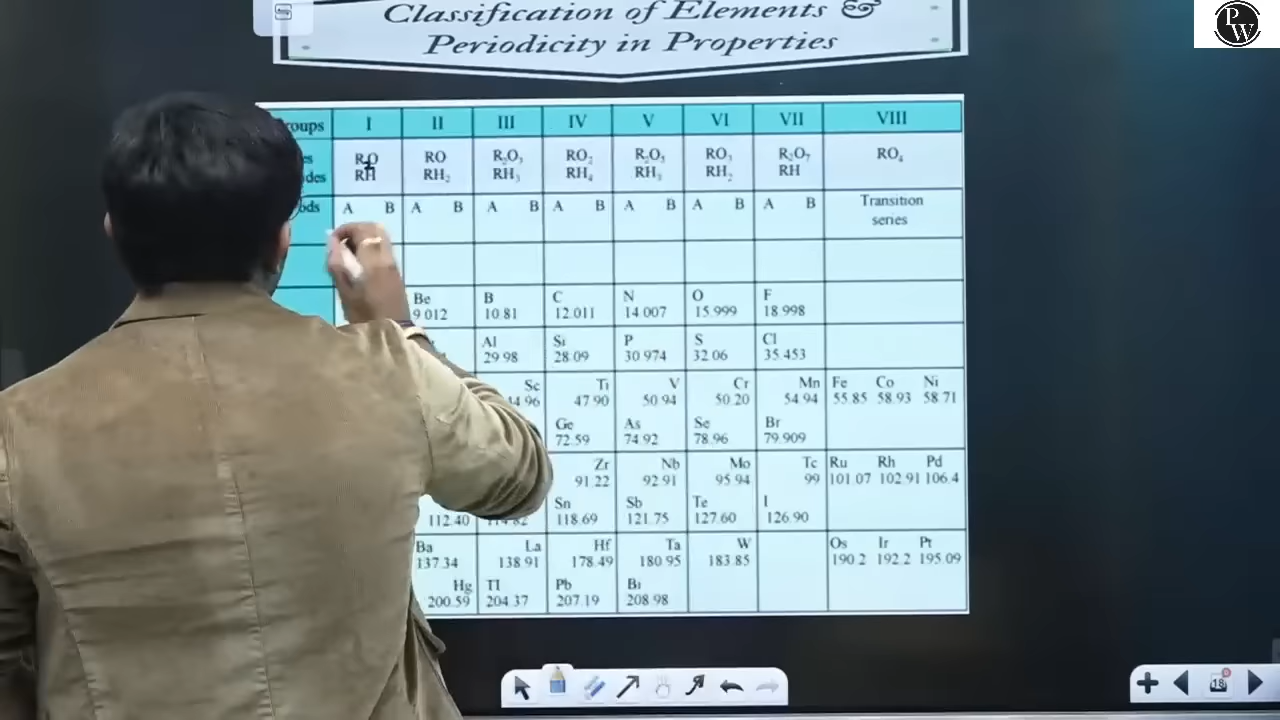 Classification of Elements &
Periodicity in Properties
PW
I II III IV V VI VII VIII
RH RO RH₂ R₂O₃ RH₃ RO₂ RH₄ R₂O₅ RH₃ RO₃ RH₂ R₂O₇ RH RO₄
A B A B A B A B A B A B A B Transition series
Be B C N O F
9 012 10.81 12.011 14 007 15.999 18 998
Al Si P S Cl
29 98 28.09 30 974 32 06 35.453
Sc Ti V Cr Mn Fe Co Ni
47 90 50 94 50 20 54 94 55 85 58 93 58 71
Ge As Se Br
72.59 74 92 78 96 79.909
Zr Nb Mo Tc Ru Rh Pd
91.22 92 91 95 94 99 101 07 102 91 106.4
Sn Sb Te I
112 40 118 69 121 75 127 60 126 90
Ba La Hf Ta W Os Ir Pt
137.34 138 91 178.49 180 95 183.85 190 2 192.2 195.09
Hg Tl Pb Bi
200.59 204 37 207.19 208 98
18